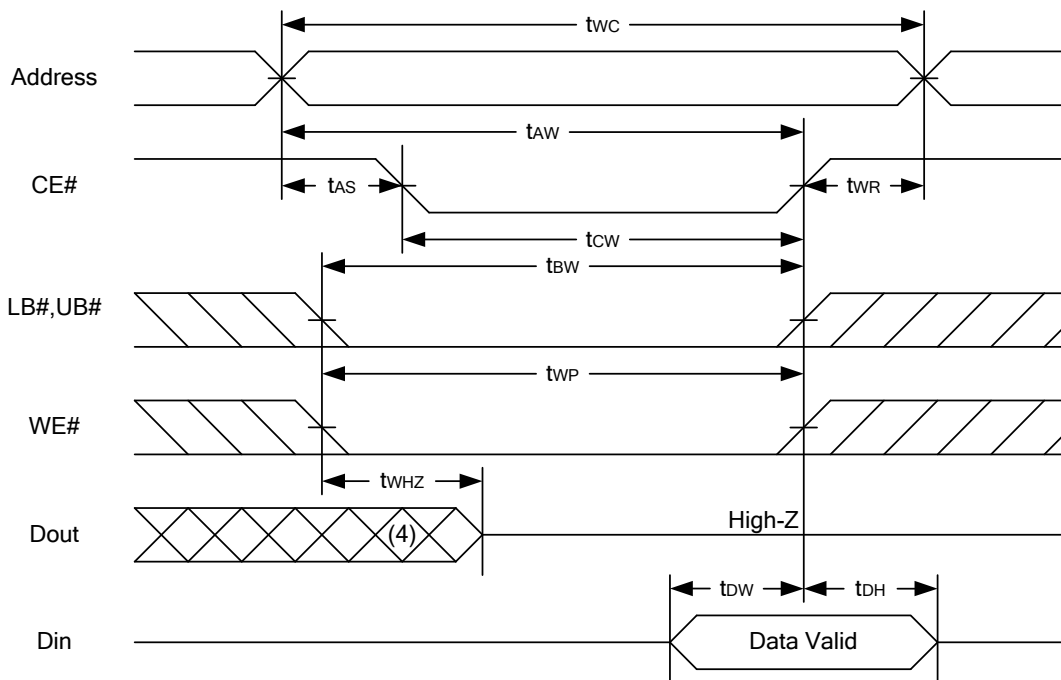 tWC
Address
tAW
CE#
tAS
tWR
tCW
tBW
LB#,UB#
tWP
WE#
tWHZ
Dout
(4)
High-Z
tDW
tDH
Din
Data Valid